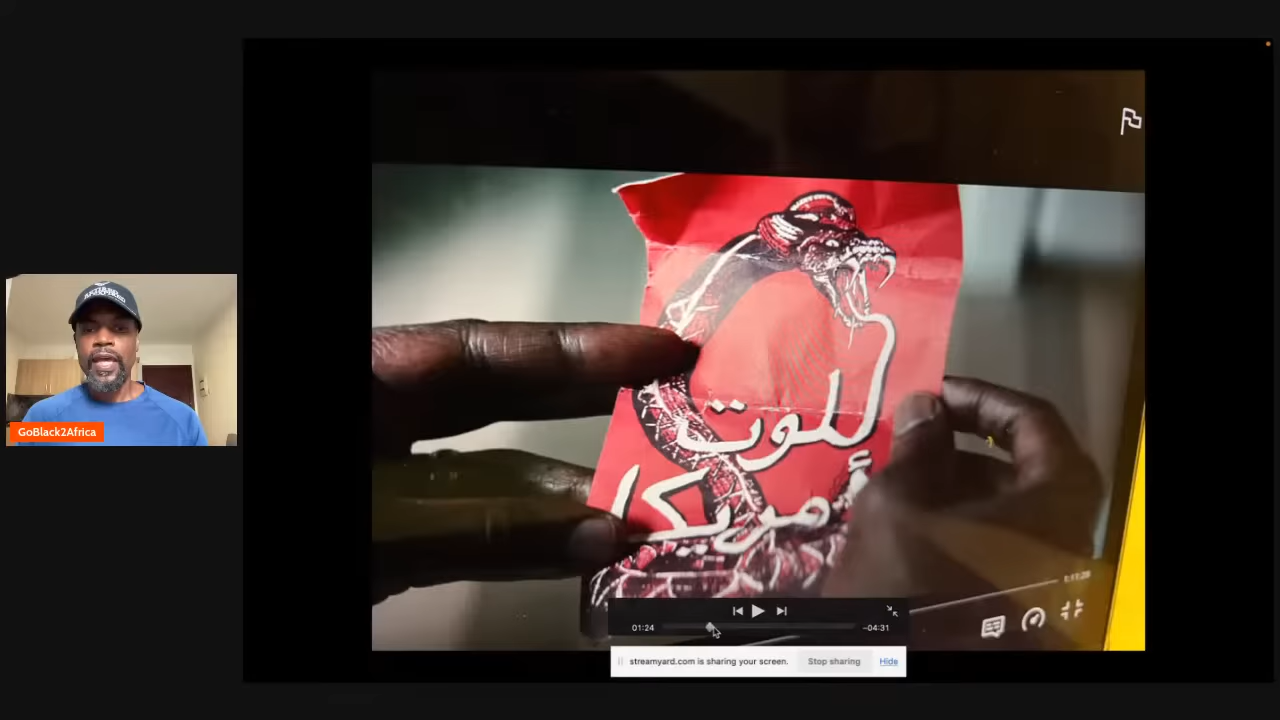 للوت
أمريكا
GoBlack2Africa
01:24
-04:31
streamyard.com is sharing your screen.
Stop sharing
Hide